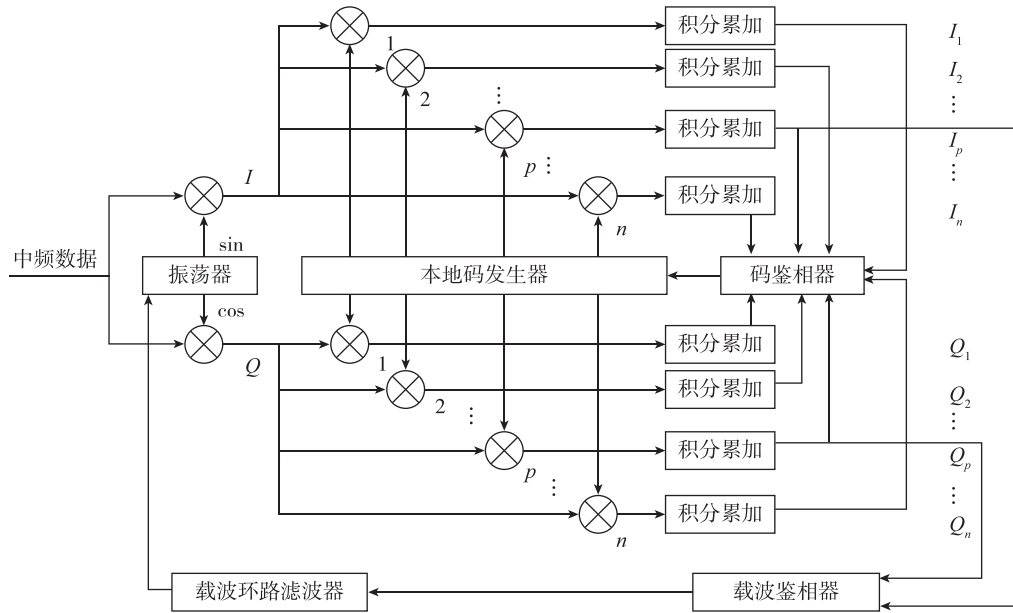 积分累加
I1
1
积分累加
I2
2
⋮
⋮
积分累加
Ip
I
p
⋮
⋮
积分累加
In
n
sin
中频数据
振荡器
本地码发生器
码鉴相器
cos
Q
1
积分累加
Q1
2
积分累加
Q2
⋮
⋮
p
积分累加
Qp
⋮
⋮
n
积分累加
Qn
载波环路滤波器
载波鉴相器